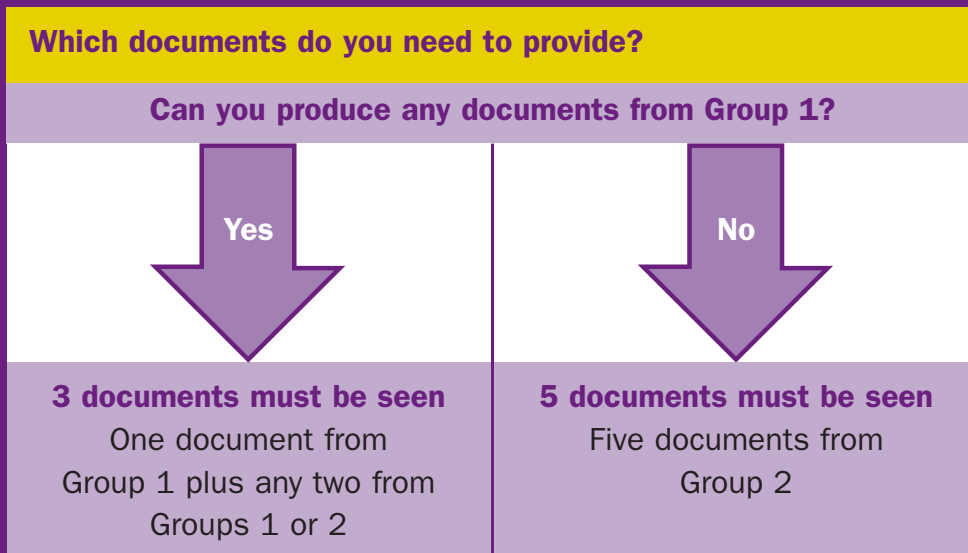 Which documents do you need to provide?
Can you produce any documents from Group 1?
Yes
No
3 documents must be seen
One document from
Group 1 plus any two from
Groups 1 or 2
5 documents must be seen
Five documents from
Group 2